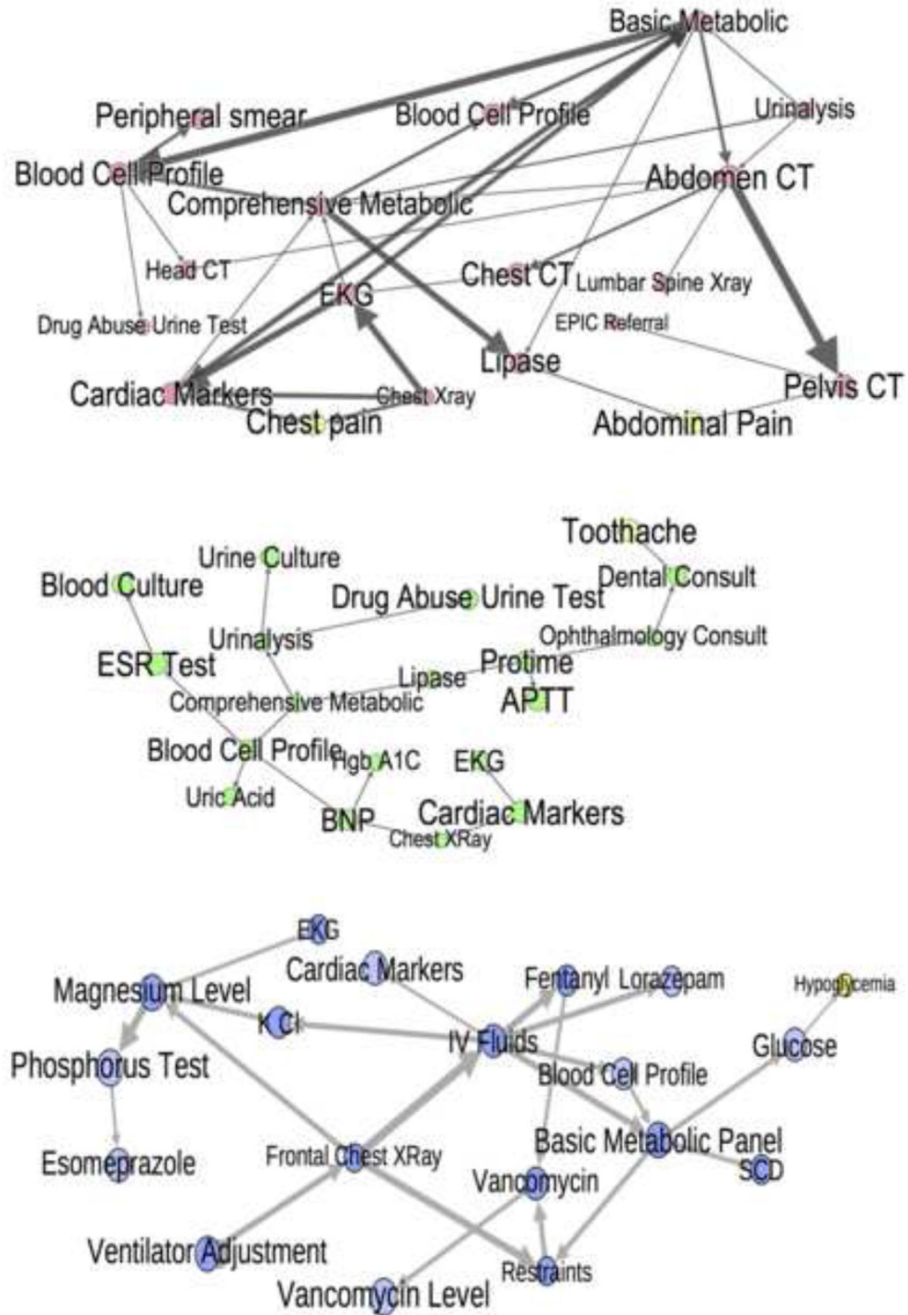 Basic Metabolic
Peripheral smear
Blood Cell Profile
Urinalysis
Blood Cell Profile
Abdomen CT
Comprehensive Metabolic
Head CT
Chest CT
Lumbar Spine Xray
EKG
Drug Abuse Urine Test
EPIC Referral
Lipase
Cardiac Markers
Chest Xray
Pelvis CT
Chest pain
Abdominal Pain
Toothache
Urine Culture
Blood Culture
Dental Consult
Drug Abuse Urine Test
Urinalysis
Ophthalmology Consult
ESR Test
Protime
Lipase
Comprehensive Metabolic
APTT
Blood Cell Profile
Hgb A1C
EKG
Uric Acid
BNP
Cardiac Markers
Chest XRay
EKG
Cardiac Markers
Fentanyl
Lorazepam
Hypoglycemia
Magnesium Level
K Cl
IV Fluids
Glucose
Phosphorus Test
Blood Cell Profile
Basic Metabolic Panel
Esomeprazole
Frontal Chest XRay
SCD
Vancomycin
Ventilator Adjustment
Restraints
Vancomycin Level